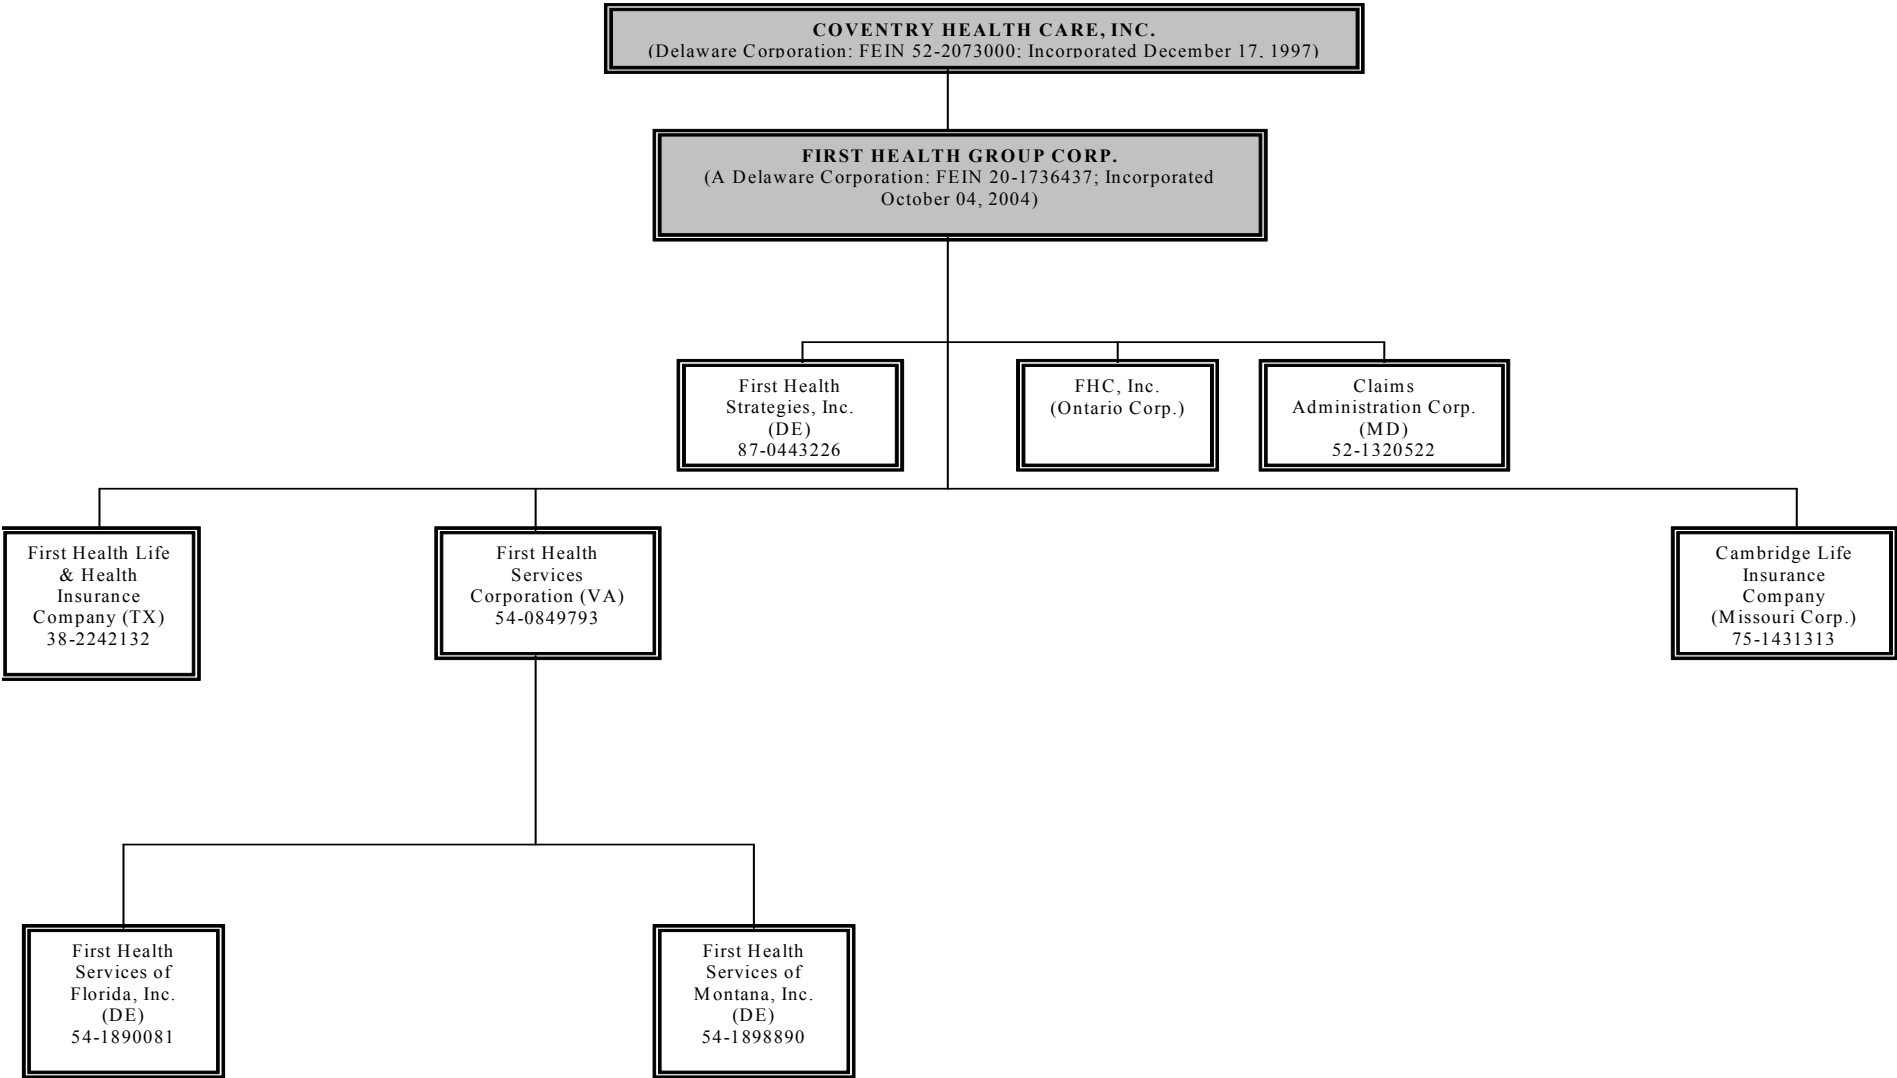 COVENTRY HEALTH CARE, INC.
(Delaware Corporation: FEIN 52-2073000; Incorporated December 17, 1997)
FIRST HEALTH GROUP CORP.
(A Delaware Corporation: FEIN 20-1736437; Incorporated
October 04, 2004)
First Health
Strategies, Inc.
(DE)
87-0443226
FHC, Inc.
(Ontario Corp.)
Claims
Administration Corp.
(MD)
52-1320522
First Health Life
& Health
Insurance
Company (TX)
38-2242132
First Health
Services
Corporation (VA)
54-0849793
Cambridge Life
Insurance
Company
(Missouri Corp.)
75-1431313
First Health
Services of
Florida, Inc.
(DE)
54-1890081
First Health
Services of
Montana, Inc.
(DE)
54-1898890